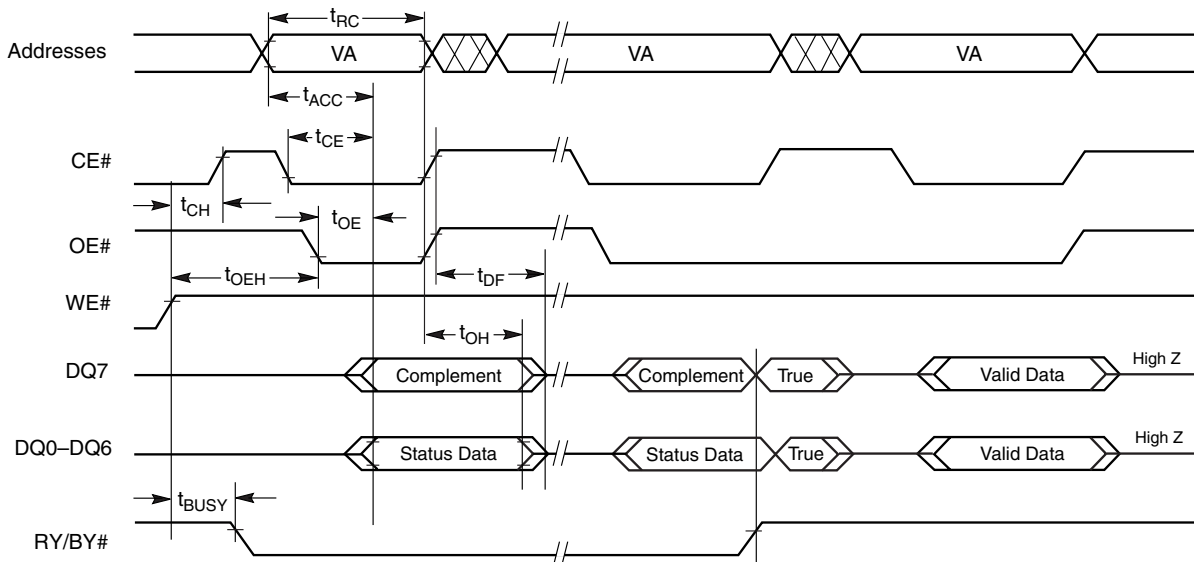 tRC
Addresses VA VA VA
tACC
tCE
CE#
tCH tOE
OE#
tOEH tDF
WE#
tOH
DQ7 Complement Complement True Valid Data High Z
DQ0–DQ6 Status Data Status Data True Valid Data High Z
tBUSY
RY/BY#